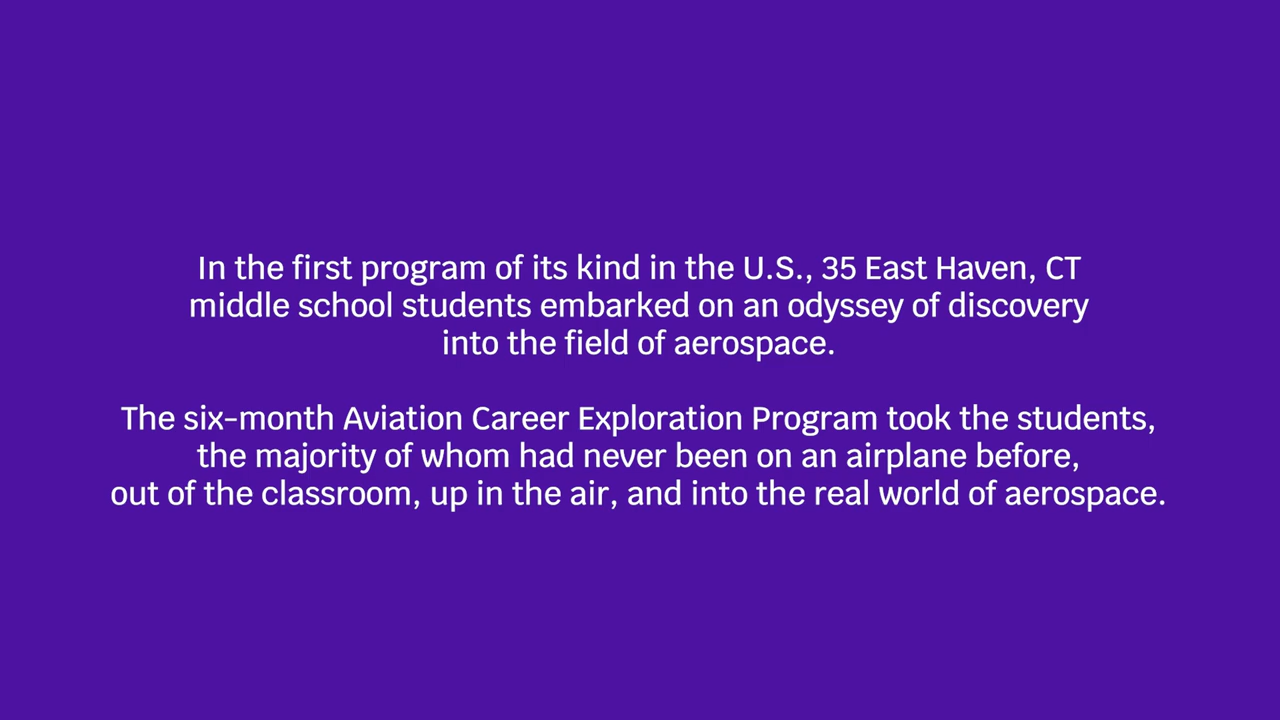 In the first program of its kind in the U.S., 35 East Haven, CT
middle school students embarked on an odyssey of discovery
into the field of aerospace.
The six-month Aviation Career Exploration Program took the students,
the majority of whom had never been on an airplane before,
out of the classroom, up in the air, and into the real world of aerospace.